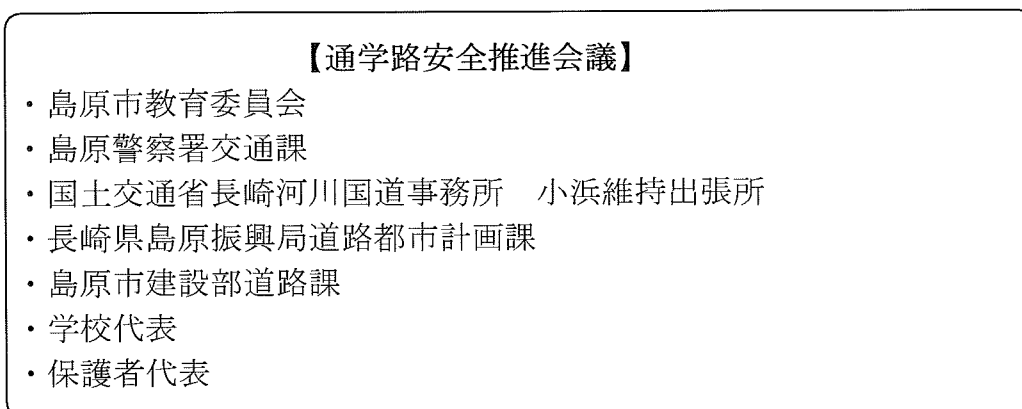 【通学路安全推進会議】
・島原市教育委員会
・島原警察署交通課
・国土交通省長崎河川国道事務所　小浜維持出張所
・長崎県島原振興局道路都市計画課
・島原市建設部道路課
・学校代表
・保護者代表